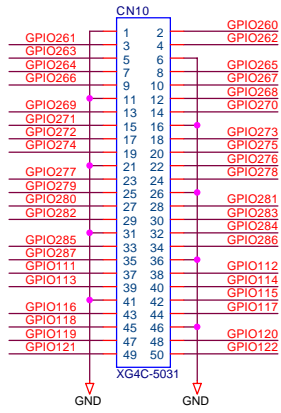 CN10
1 2 GPIO260
GPIO261 3 4 GPIO262
GPIO263 5 6
GPIO264 7 8 GPIO265
GPIO266 9 10 GPIO267
11 12 GPIO268
GPIO269 13 14 GPIO270
GPIO271 15 16
GPIO272 17 18 GPIO273
GPIO274 19 20 GPIO275
21 22 GPIO276
GPIO277 23 24 GPIO278
GPIO279 25 26
GPIO280 27 28 GPIO281
GPIO282 29 30 GPIO283
31 32 GPIO284
GPIO285 33 34 GPIO286
GPIO287 35 36
GPIO111 37 38 GPIO112
GPIO113 39 40 GPIO114
41 42 GPIO115
GPIO116 43 44 GPIO117
GPIO118 45 46
GPIO119 47 48 GPIO120
GPIO121 49 50 GPIO122
XG4C-5031
GND GND